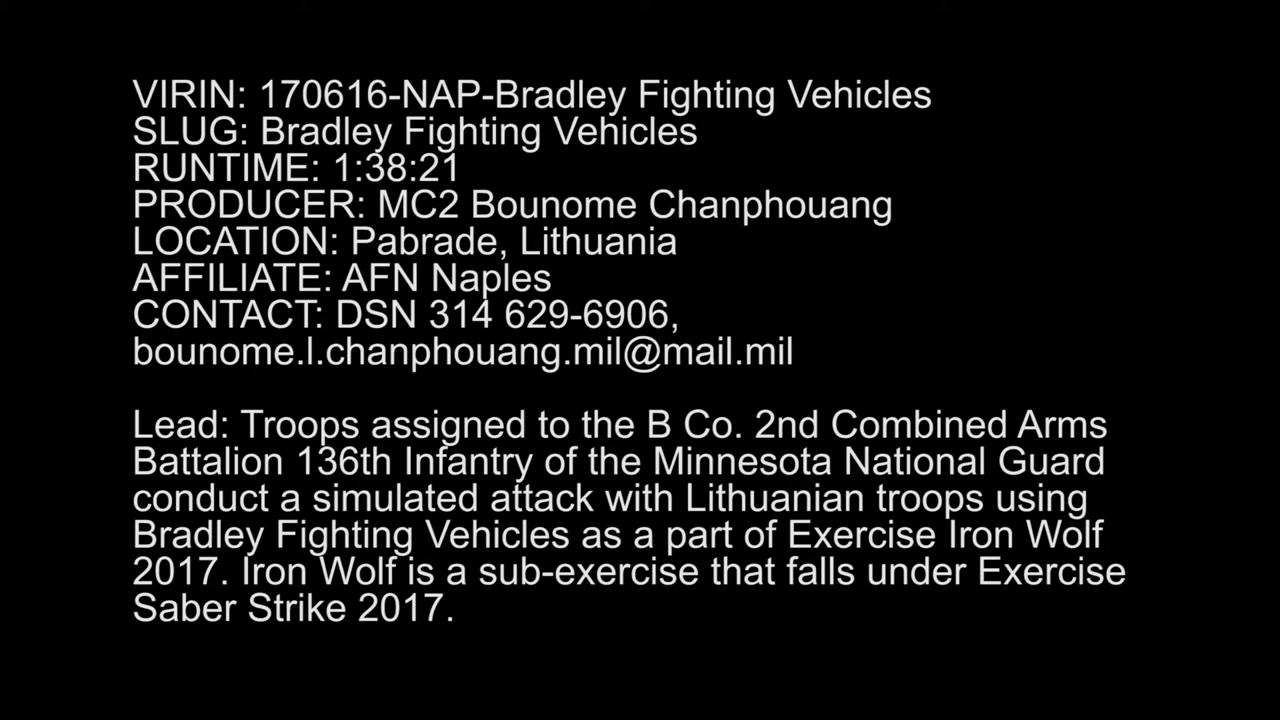 VIRIN: 170616-NAP-Bradley Fighting Vehicles
SLUG: Bradley Fighting Vehicles
RUNTIME: 1:38:21
PRODUCER: MC2 Bounome Chanphouang
LOCATION: Pabrade, Lithuania
AFFILIATE: AFN Naples
CONTACT: DSN 314 629-6906,
bounome.l.chanphouang.mil@mail.mil
Lead: Troops assigned to the B Co. 2nd Combined Arms
Battalion 136th Infantry of the Minnesota National Guard
conduct a simulated attack with Lithuanian troops using
Bradley Fighting Vehicles as a part of Exercise Iron Wolf
2017. Iron Wolf is a sub-exercise that falls under Exercise
Saber Strike 2017.